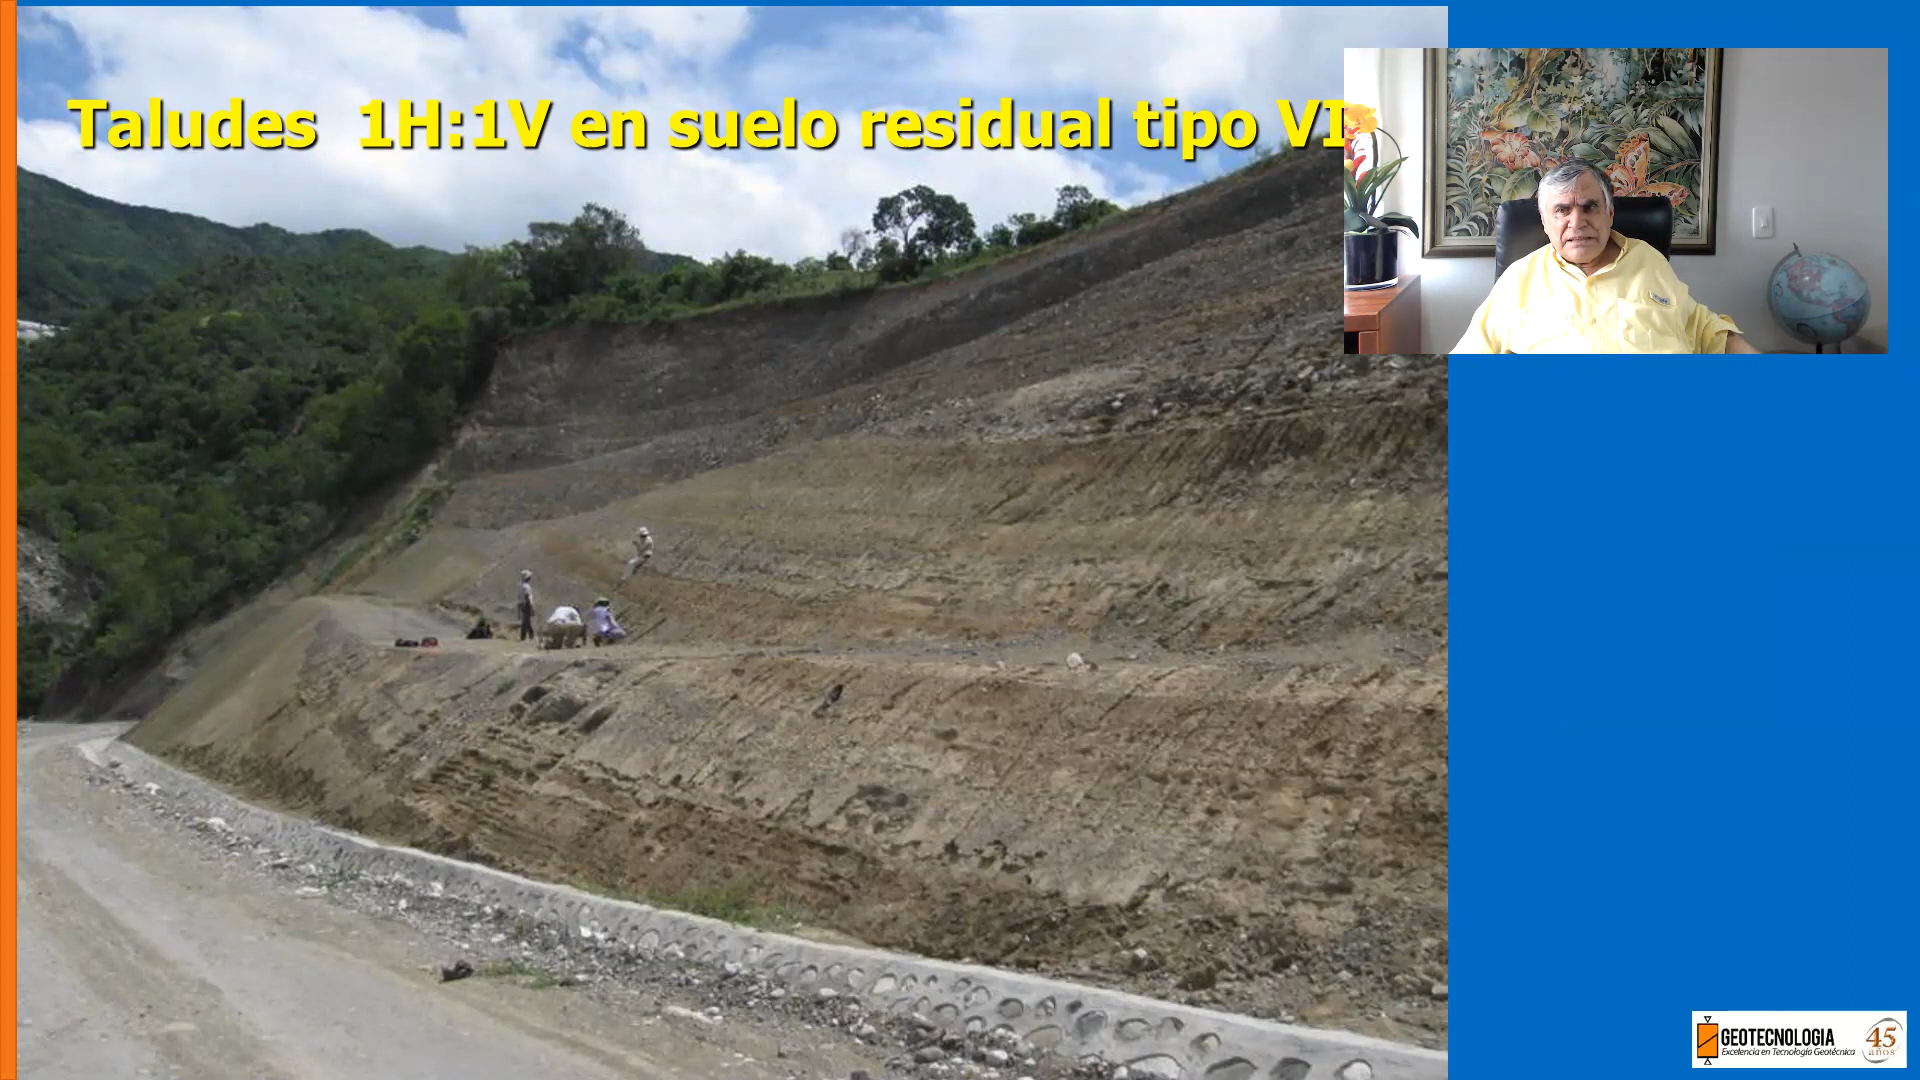 Taludes 1H:1V en suelo residual tipo VI
GEOTECNOLOGIA
Excelencia en Tecnología Geotécnica
45
años